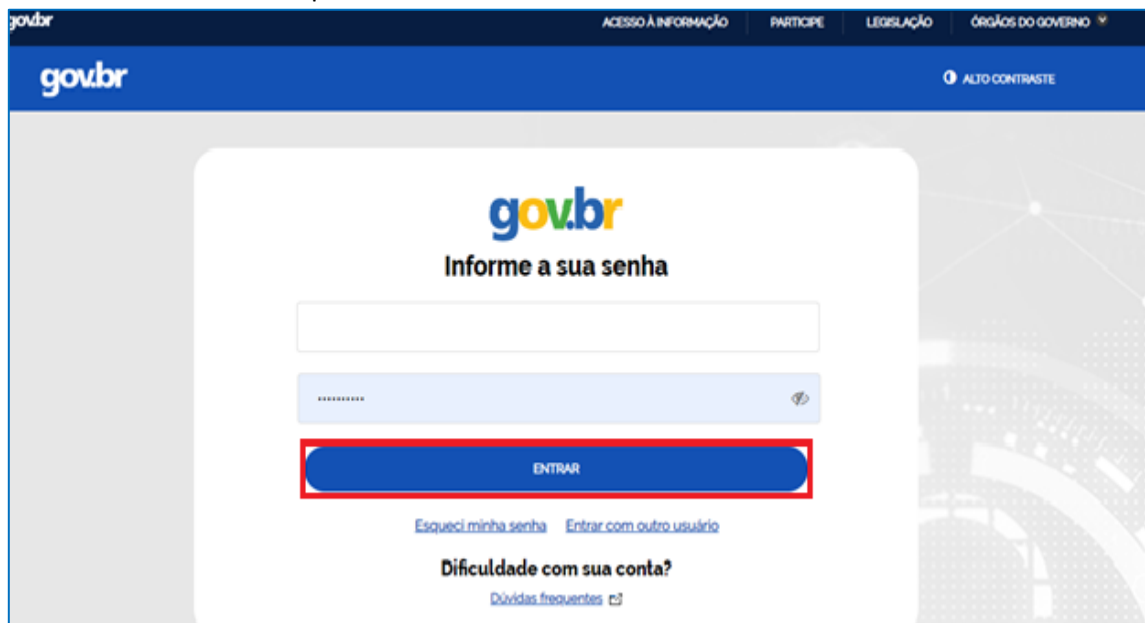 gov.br ACESSO À INFORMAÇÃO PARTICIPE LEGISLAÇÃO ÓRGÃOS DO GOVERNO
gov.br ALTO CONTRASTE
gov.br
Informe a sua senha
ENTRAR
Esqueci minha senha Entrar com outro usuário
Dificuldade com sua conta?
Dúvidas frequentes